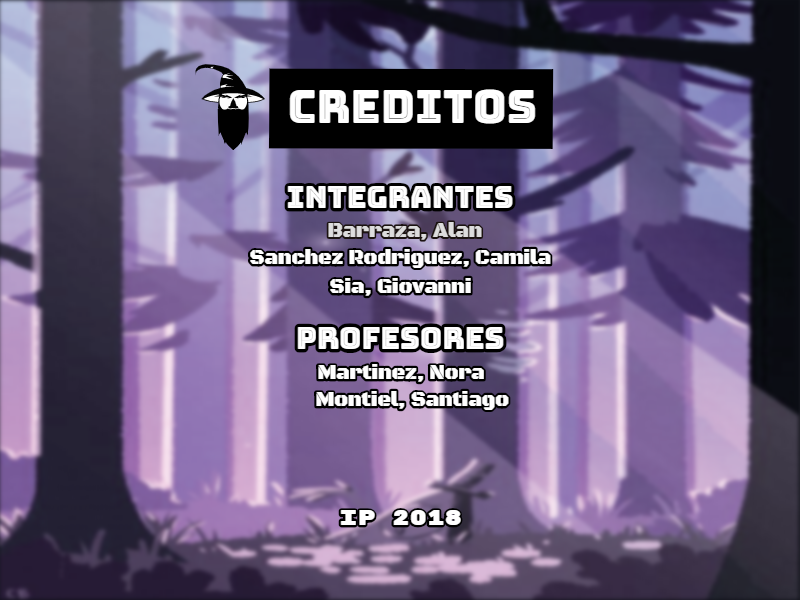 CREDITOS
INTEGRANTES
Barraza, Alan
Sanchez Rodriguez, Camila
Sia, Giovanni
PROFESORES
Martinez, Nora
Montiel, Santiago
IP 2018